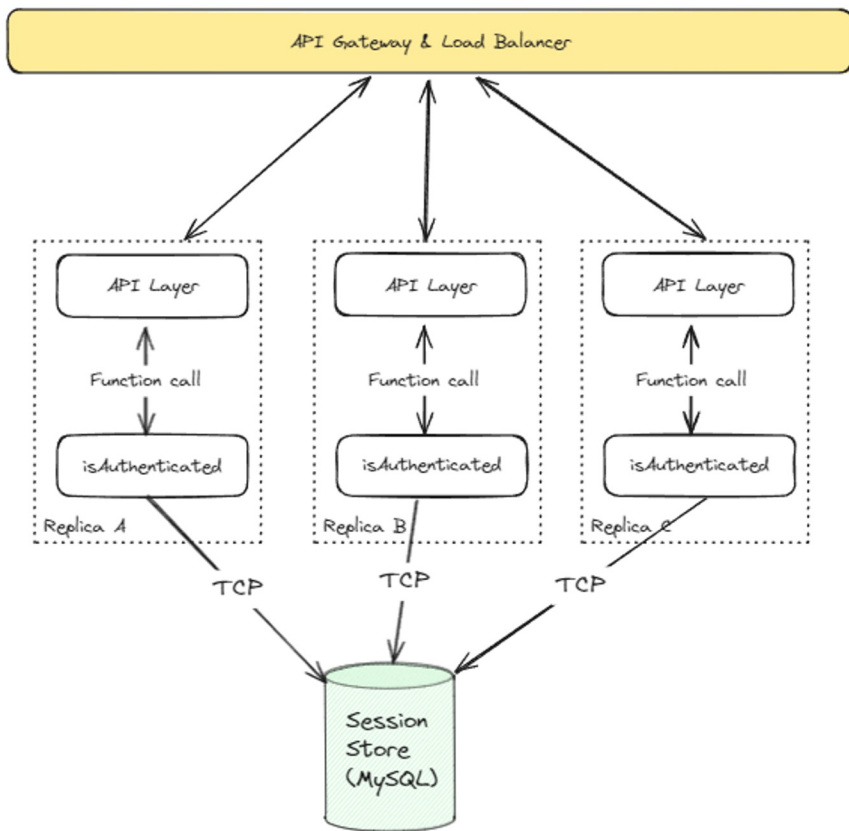 API Gateway & Load Balancer
API Layer
API Layer
API Layer
Function call
Function call
Function call
isAuthenticated
isAuthenticated
isAuthenticated
Replica A
Replica B
Replica C
TCP
TCP
TCP
Session
Store
(MySQL)